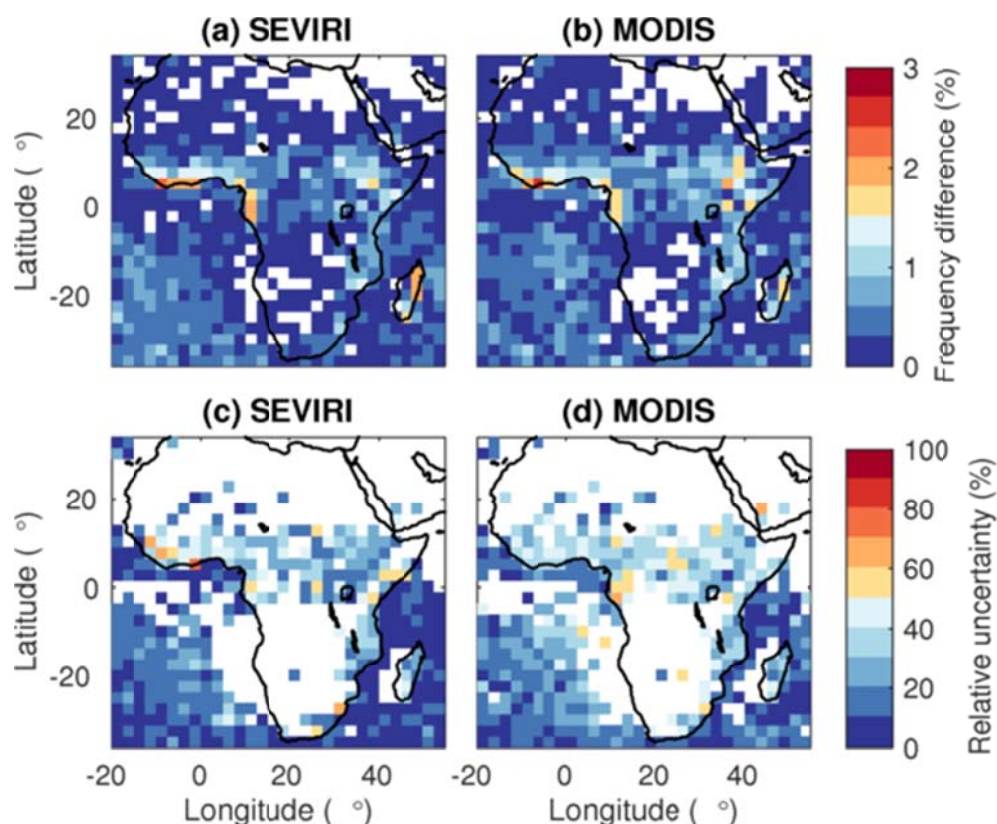 (a) SEVIRI
(b) MODIS
20
0
-20
Latitude ( °)
3
2
1
0
Frequency difference (%)
(c) SEVIRI
(d) MODIS
20
0
-20
Latitude ( °)
-20 0 20 40
Longitude ( °)
-20 0 20 40
Longitude ( °)
100
80
60
40
20
0
Relative uncertainty (%)